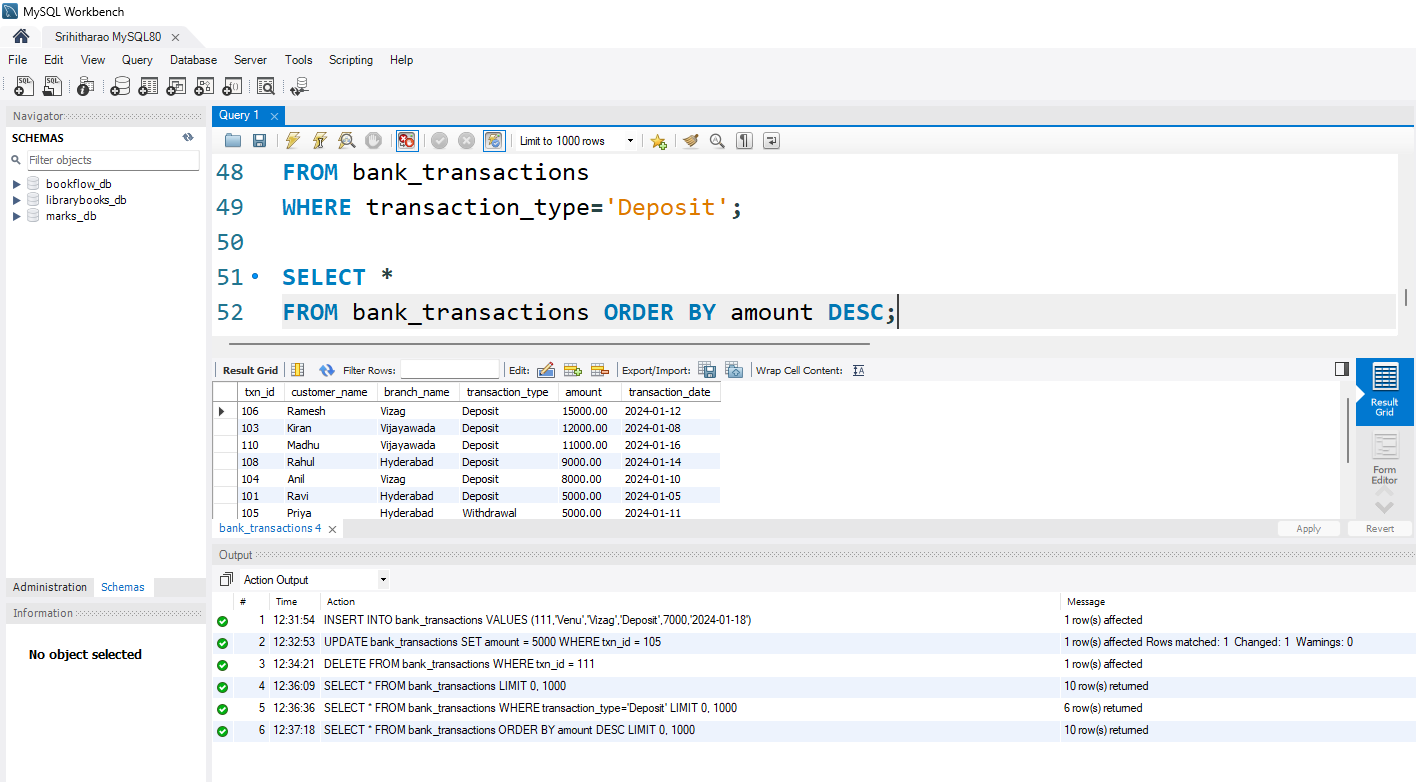 MySQL Workbench
Srihitharao MySQL80
File Edit View Query Database Server Tools Scripting Help
Navigator
SCHEMAS
Filter objects
bookflow_db
librarybooks_db
marks_db
Administration Schemas
Information
No object selected
Query 1
Limit to 1000 rows
48 FROM bank_transactions
49 WHERE transaction_type='Deposit';
50
51 SELECT *
52 FROM bank_transactions ORDER BY amount DESC;
Result Grid Filter Rows: Edit: Export/Import: Wrap Cell Content:
txn_id customer_name branch_name transaction_type amount transaction_date
106 Ramesh Vizag Deposit 15000.00 2024-01-12
103 Kiran Vijayawada Deposit 12000.00 2024-01-08
110 Madhu Vijayawada Deposit 11000.00 2024-01-16
108 Rahul Hyderabad Deposit 9000.00 2024-01-14
104 Anil Vizag Deposit 8000.00 2024-01-10
101 Ravi Hyderabad Deposit 5000.00 2024-01-05
105 Priya Hyderabad Withdrawal 5000.00 2024-01-11
Result
Grid
Form
Editor
bank_transactions 4
Apply Revert
Output
Action Output
# Time Action Message
1 12:31:54 INSERT INTO bank_transactions VALUES (111,'Venu','Vizag','Deposit',7000,'2024-01-18') 1 row(s) affected
2 12:32:53 UPDATE bank_transactions SET amount = 5000 WHERE txn_id = 105 1 row(s) affected Rows matched: 1 Changed: 1 Warnings: 0
3 12:34:21 DELETE FROM bank_transactions WHERE txn_id = 111 1 row(s) affected
4 12:36:09 SELECT * FROM bank_transactions LIMIT 0, 1000 10 row(s) returned
5 12:36:36 SELECT * FROM bank_transactions WHERE transaction_type='Deposit' LIMIT 0, 1000 6 row(s) returned
6 12:37:18 SELECT * FROM bank_transactions ORDER BY amount DESC LIMIT 0, 1000 10 row(s) returned